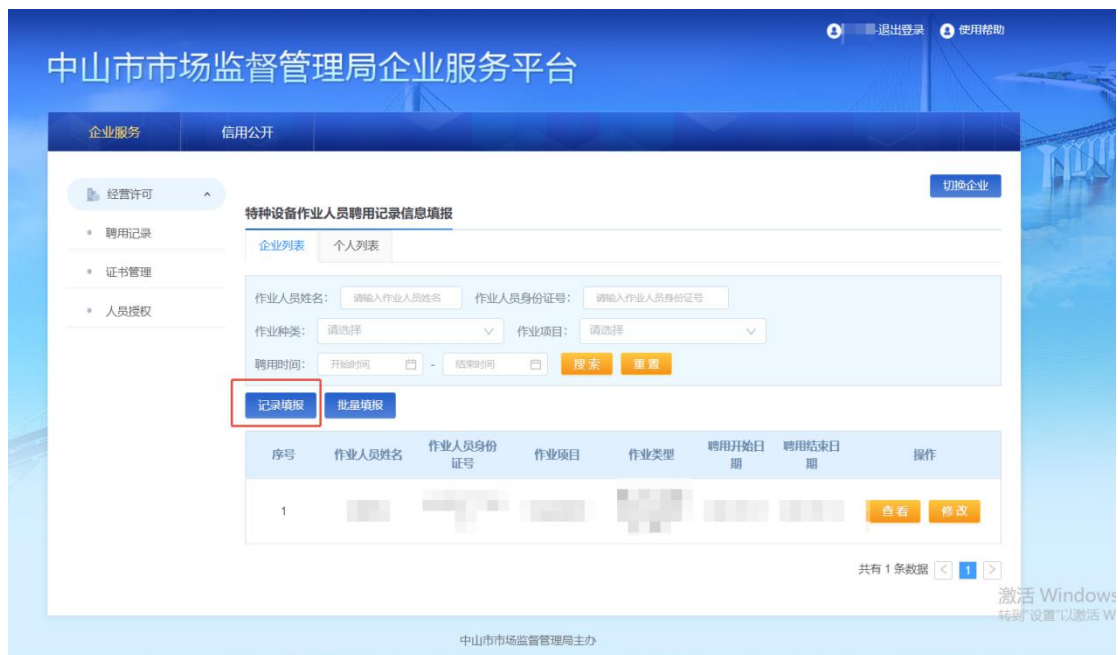 退出登录 使用帮助
中山市市场监督管理局企业服务平台
企业服务 信用公开
切换企业
经营许可
聘用记录
证书管理
人员授权
特种设备作业人员聘用记录信息填报
企业列表 个人列表
作业人员姓名: 请输入作业人员姓名 作业人员身份证号: 请输入作业人员身份证号
作业种类: 请选择 作业项目: 请选择
聘用时间: 开始时间 - 结束时间 搜索 重置
记录填报 批量填报
序号 作业人员姓名 作业人员身份证号 作业项目 作业类型 聘用开始日期 聘用结束日期 操作
1 查看 修改
共有 1 条数据 < 1 >
激活 Windows
转到"设置"以激活 W
中山市市场监督管理局主办